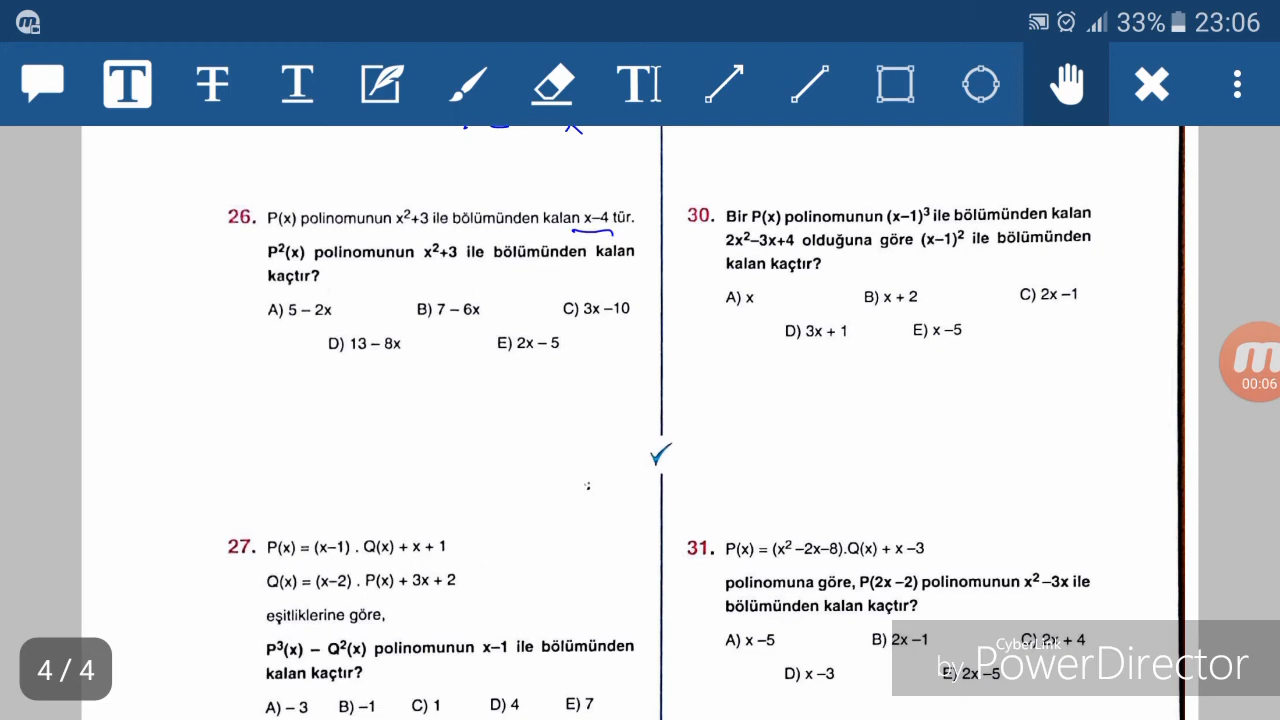 33% 23:06
T T T TI
26. P(x) polinomunun x²+3 ile bölümünden kalan x–4 tür.
P²(x) polinomunun x²+3 ile bölümünden kalan
kaçtır?
A) 5 – 2x B) 7 – 6x C) 3x –10
D) 13 – 8x E) 2x – 5
27. P(x) = (x–1) . Q(x) + x + 1
Q(x) = (x–2) . P(x) + 3x + 2
eşitliklerine göre,
P³(x) – Q²(x) polinomunun x–1 ile bölümünden
kalan kaçtır?
A) – 3 B) –1 C) 1 D) 4 E) 7
30. Bir P(x) polinomunun (x–1)³ ile bölümünden kalan
2x²–3x+4 olduğuna göre (x–1)² ile bölümünden
kalan kaçtır?
A) x B) x + 2 C) 2x –1
D) 3x + 1 E) x –5
31. P(x) = (x² –2x–8).Q(x) + x –3
polinomuna göre, P(2x –2) polinomunun x² –3x ile
bölümünden kalan kaçtır?
A) x –5 B) 2x –1 C) 2x + 4
D) x –3 E) 2x –5
4 / 4
00:06
CyberLink
by PowerDirector